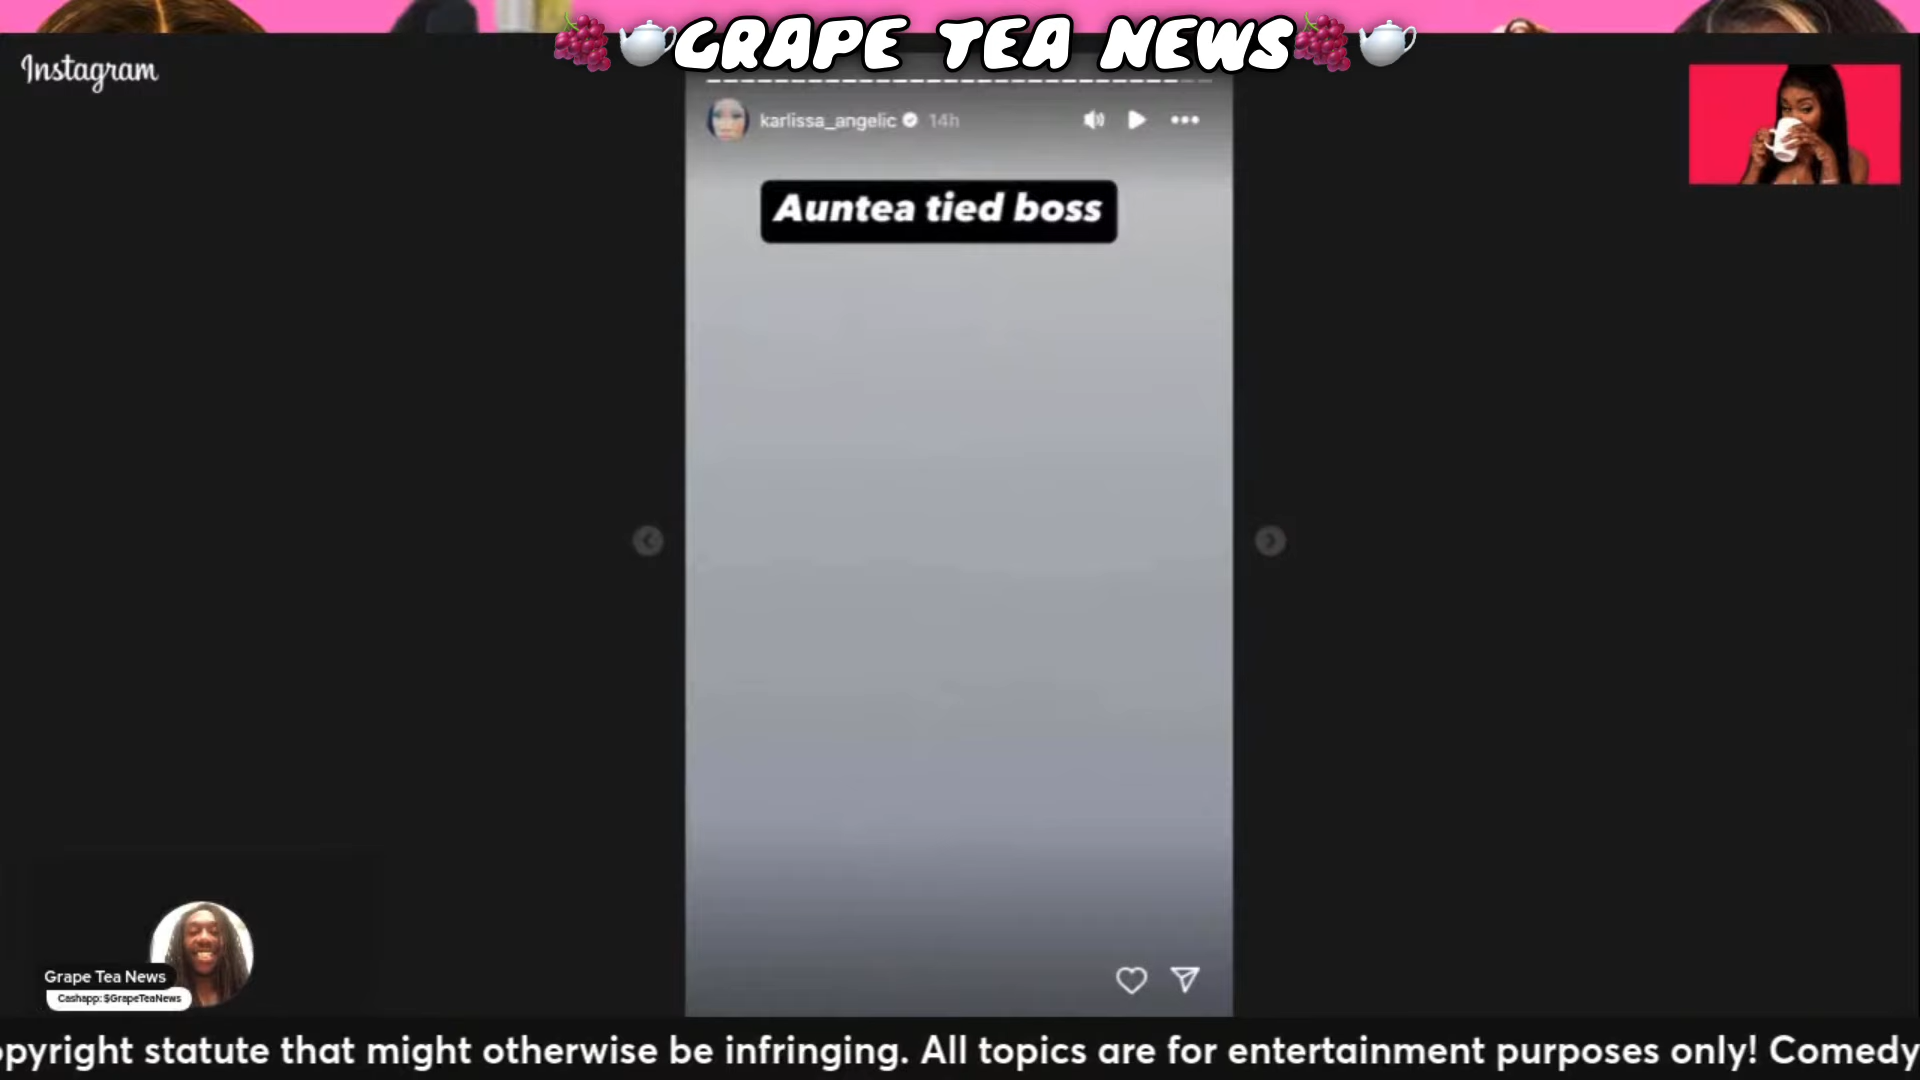 🍇🫖GRAPE TEA NEWS🍇🫖
Instagram
karlissa_angelic 14h
Auntea tied boss
Grape Tea News
Cashapp: $GrapeTeaNews
opyright statute that might otherwise be infringing. All topics are for entertainment purposes only! Comedy